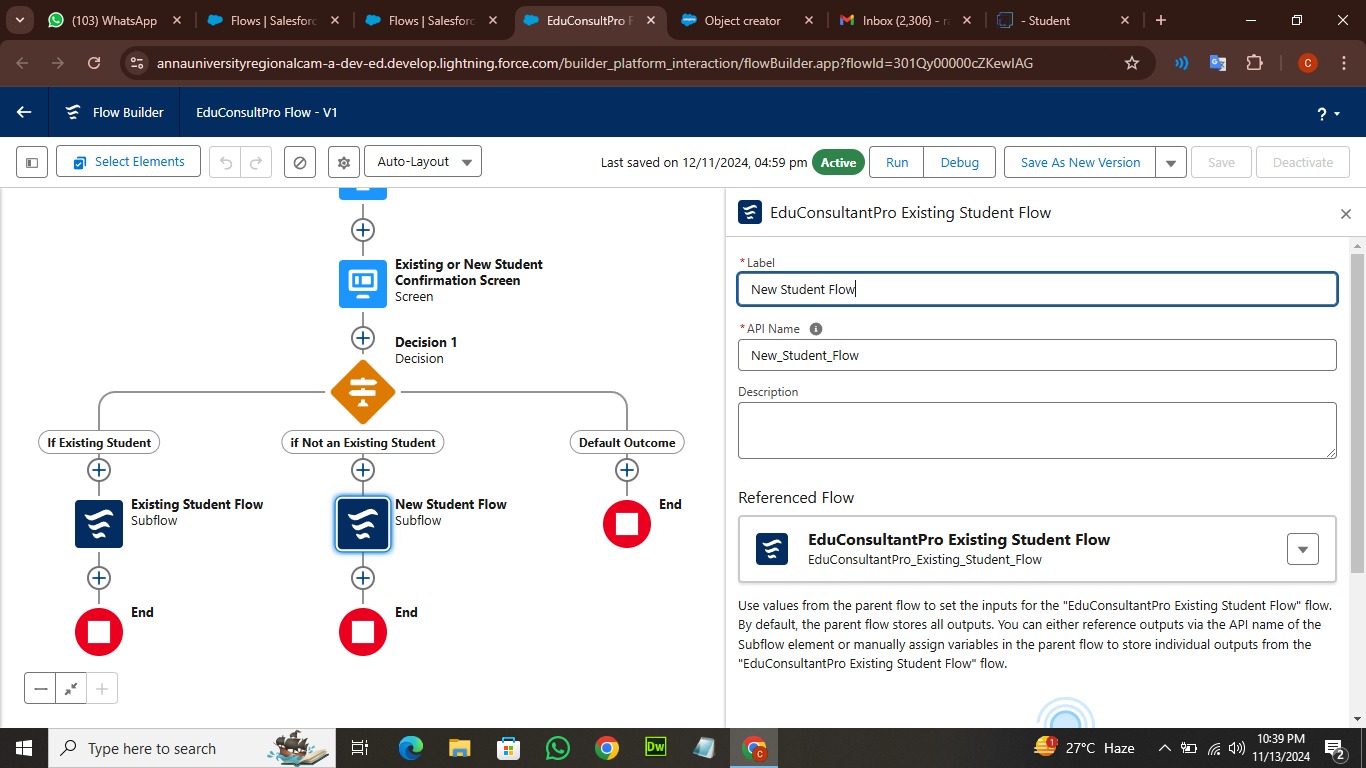 (103) WhatsApp
Flows | Salesforc
Flows | Salesforc
EduConsultPro F
Object creator
Inbox (2,306) - r
- Student
annauniversityregionalcam-a-dev-ed.develop.lightning.force.com/builder_platform_interaction/flowBuilder.app?flowId=301Qy00000cZKewIAG
C
Flow Builder
EduConsultPro Flow - V1
?
Select Elements
Auto-Layout
Last saved on 12/11/2024, 04:59 pm
Active
Run
Debug
Save As New Version
Save
Deactivate
Existing or New Student
Confirmation Screen
Screen
Decision 1
Decision
If Existing Student
if Not an Existing Student
Default Outcome
Existing Student Flow
Subflow
New Student Flow
Subflow
End
End
End
EduConsultantPro Existing Student Flow
* Label
New Student Flow
* API Name
New_Student_Flow
Description
Referenced Flow
EduConsultantPro Existing Student Flow
EduConsultantPro_Existing_Student_Flow
Use values from the parent flow to set the inputs for the "EduConsultantPro Existing Student Flow" flow.
By default, the parent flow stores all outputs. You can either reference outputs via the API name of the
Subflow element or manually assign variables in the parent flow to store individual outputs from the
"EduConsultantPro Existing Student Flow" flow.
Type here to search
Dw
C
1
27°C Haze
10:39 PM
11/13/2024
2